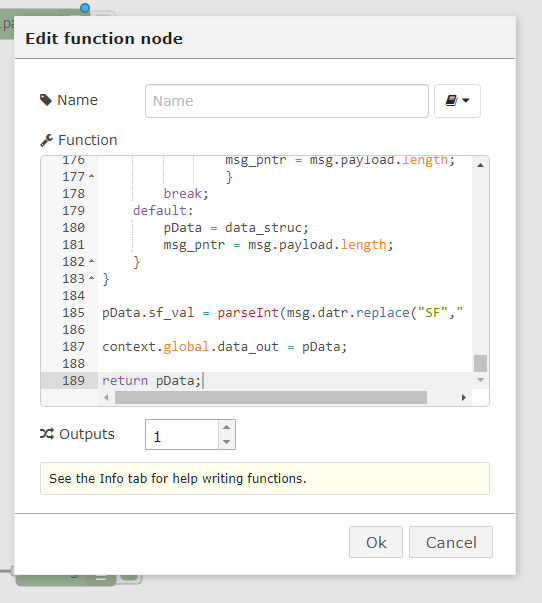 Edit function node
Name
Name
Function
176 msg_pntr = msg.payload.length;
177 }
178 break;
179 default:
180 pData = data_struc;
181 msg_pntr = msg.payload.length;
182 }
183 }
184
185 pData.sf_val = parseInt(msg.datr.replace("SF","
186
187 context.global.data_out = pData;
188
189 return pData;
Outputs
1
See the Info tab for help writing functions.
Ok
Cancel